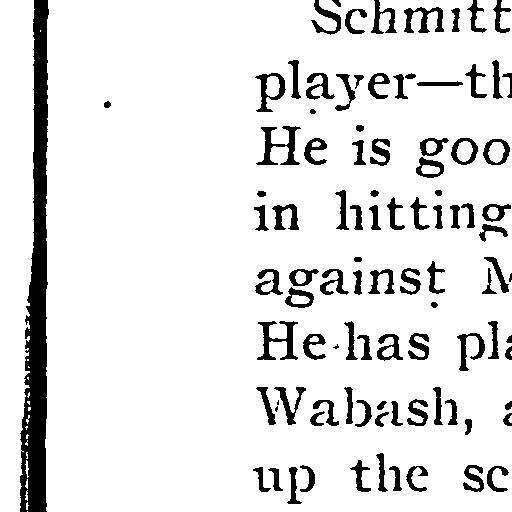 Schmitt
player—th
He is goo
in hitting
against M
He has pla
Wabash, a
up the sc